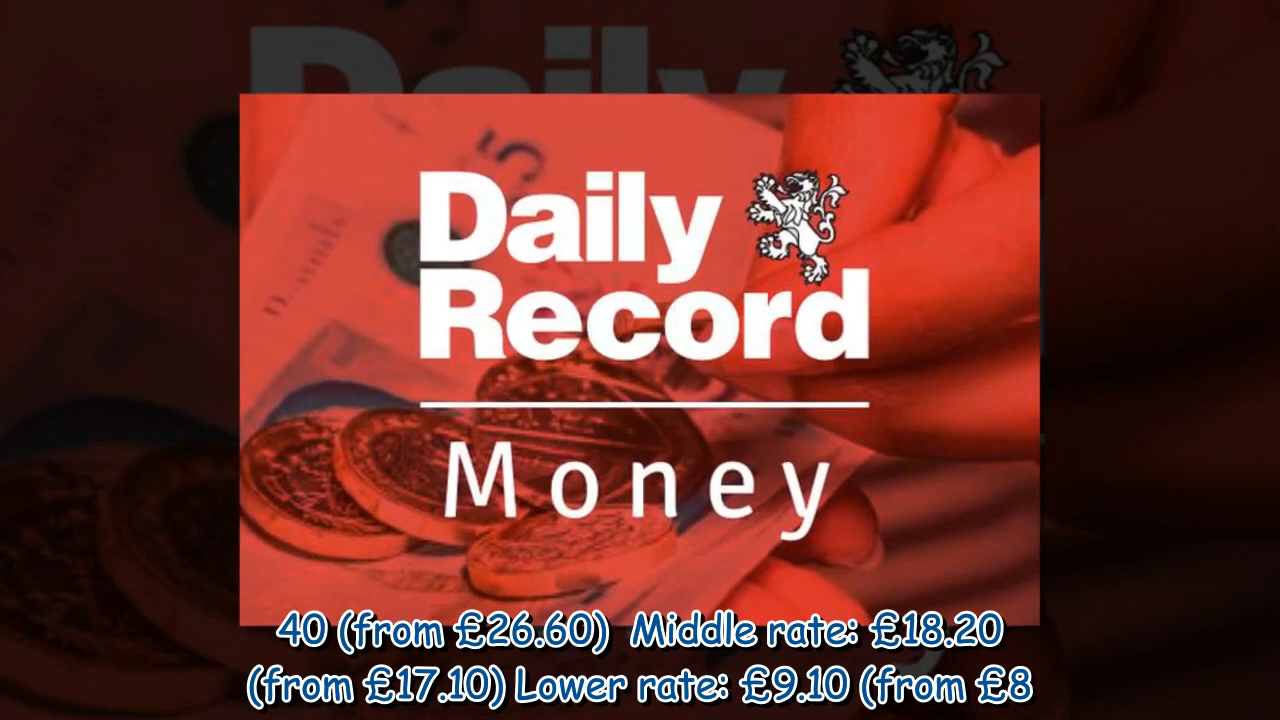 Daily
Daily
Record
Money
40 (from £26.60) Middle rate: £18.20
(from £17.10) Lower rate: £9.10 (from £8